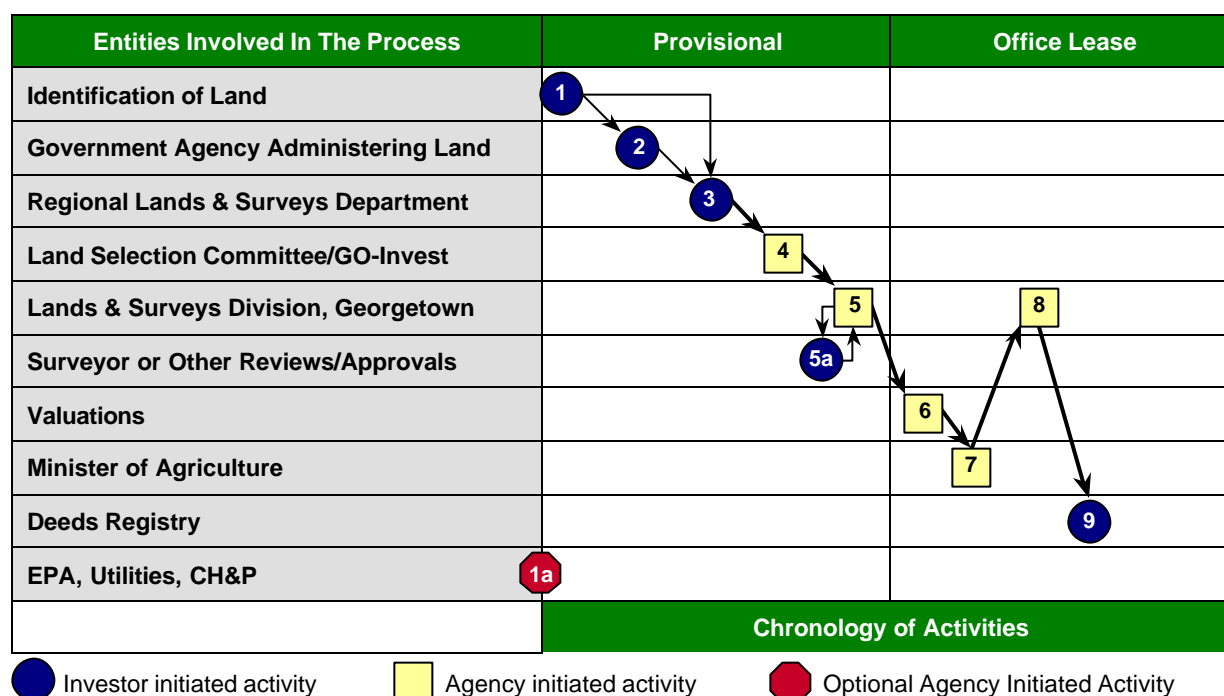 Entities Involved In The Process Provisional Office Lease
Identification of Land 1
Government Agency Administering Land 2
Regional Lands & Surveys Department 3
Land Selection Committee/GO-Invest 4
Lands & Surveys Division, Georgetown 5 8
Surveyor or Other Reviews/Approvals 5a
Valuations 6
Minister of Agriculture 7
Deeds Registry 9
EPA, Utilities, CH&P 1a
Chronology of Activities
Investor initiated activity Agency initiated activity Optional Agency Initiated Activity